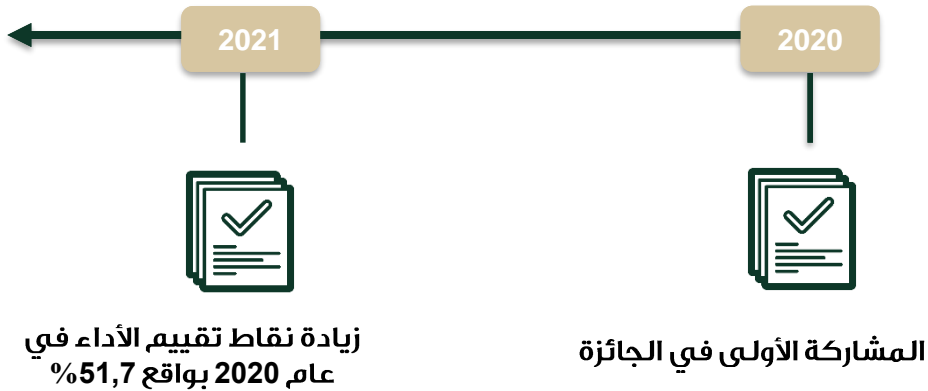 2020
المشاركة الأولى في الجائزة
2021
زيادة نقاط تقييم الأداء في
عام 2020 بواقع 51,7%